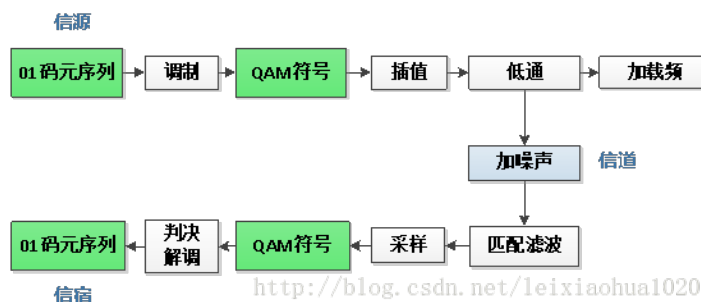 信源
01码元序列
调制
QAM符号
插值
低通
加载频
加噪声
信道
01码元序列
判决
解调
QAM符号
采样
匹配滤波
信宿
http://blog.csdn.net/leixiaohua1020